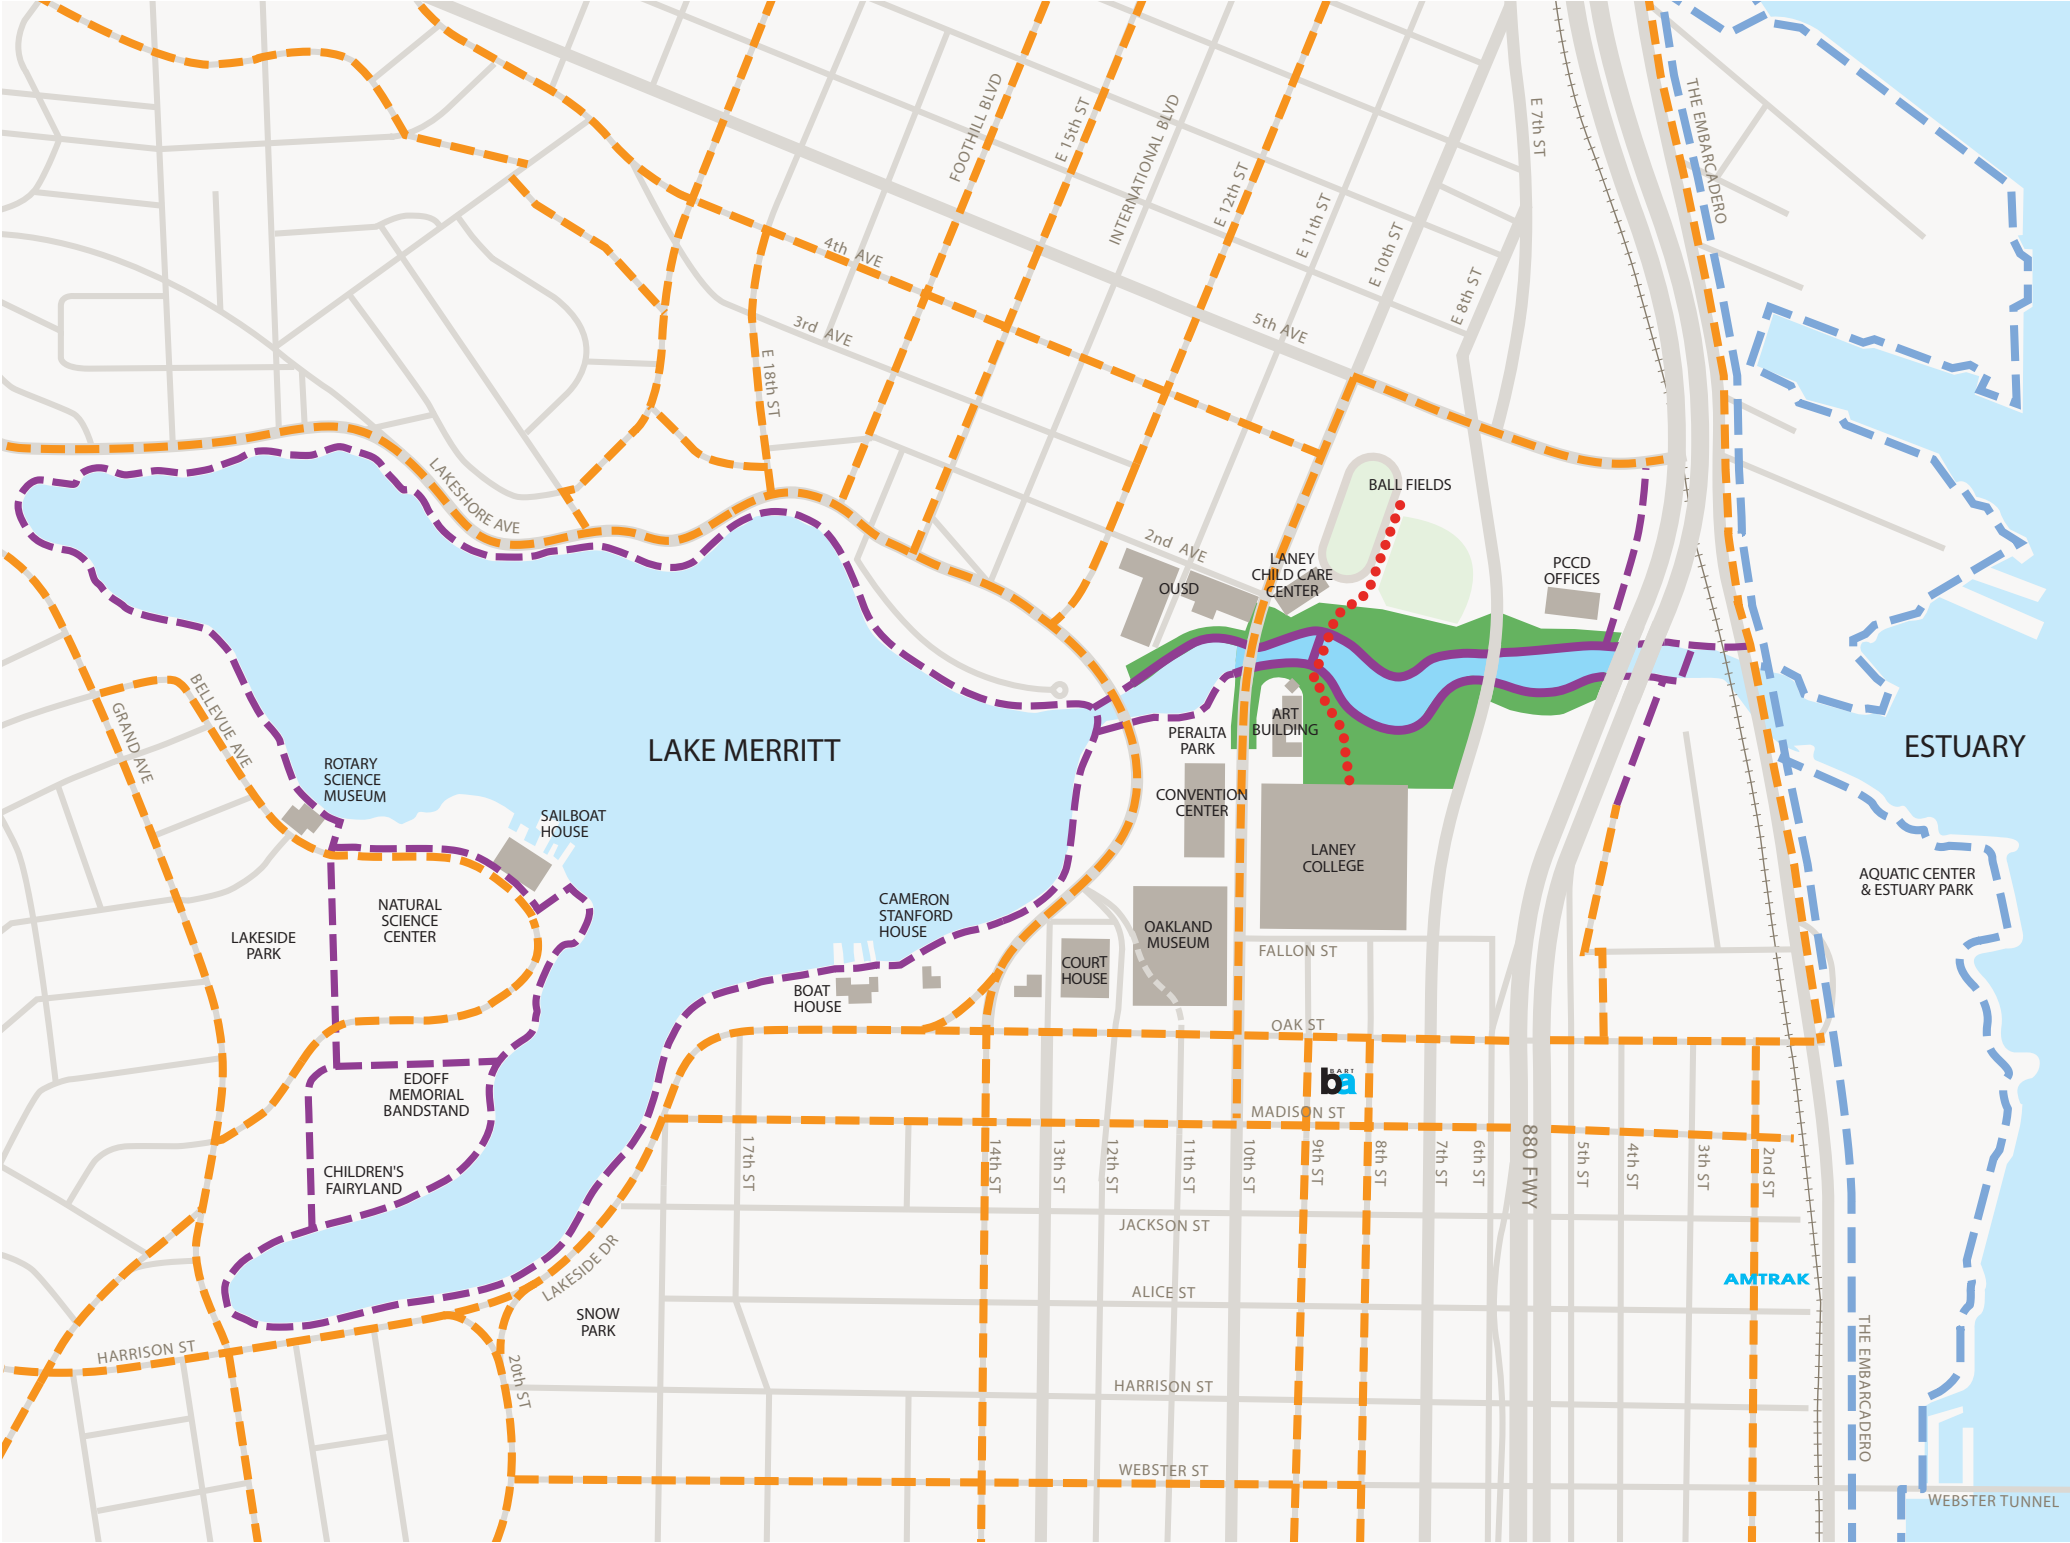 FOOTHILL BLVD
E 15th ST
INTERNATIONAL BLVD
E 12th ST
E 11th ST
E 10th ST
E 8th ST
E 7th ST
THE EMBARCADERO
4th AVE
3rd AVE
5th AVE
E 18th ST
LAKESHORE AVE
2nd AVE
BALL FIELDS
OUSD
LANEY
CHILD CARE
CENTER
PCCD
OFFICES
BELLEVUE AVE
GRAND AVE
ROTARY
SCIENCE
MUSEUM
LAKE MERRITT
SAILBOAT
HOUSE
PERALTA
PARK
ART
BUILDING
ESTUARY
CONVENTION
CENTER
LANEY
COLLEGE
AQUATIC CENTER
& ESTUARY PARK
NATURAL
SCIENCE
CENTER
LAKESIDE
PARK
CAMERON
STANFORD
HOUSE
OAKLAND
MUSEUM
COURT
HOUSE
FALLON ST
BOAT
HOUSE
OAK ST
BART
ba
EDOFF
MEMORIAL
BANDSTAND
MADISON ST
CHILDREN'S
FAIRYLAND
17th ST
14th ST
13th ST
12th ST
11th ST
10th ST
9th ST
8th ST
7th ST
6th ST
880 FWY
5th ST
4th ST
3th ST
2nd ST
JACKSON ST
LAKESIDE DR
AMTRAK
ALICE ST
SNOW
PARK
HARRISON ST
20th ST
HARRISON ST
THE EMBARCADERO
WEBSTER ST
WEBSTER TUNNEL